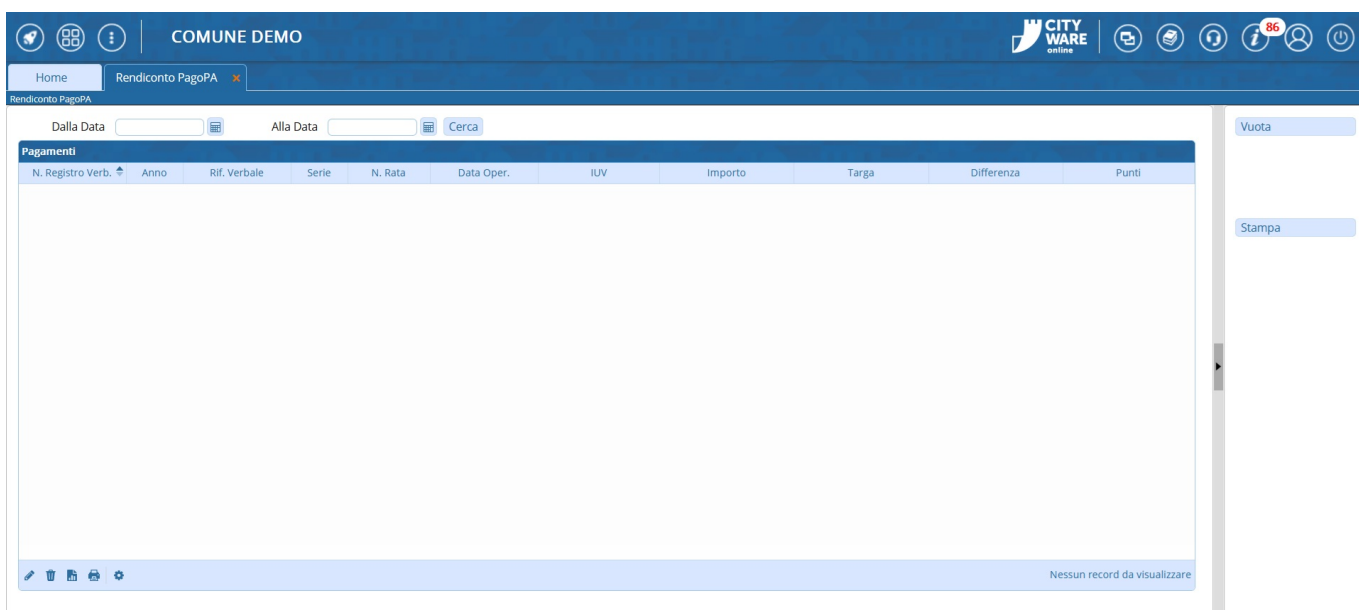 COMUNE DEMO
CITY
WARE
online
86
Home
Rendiconto PagoPA ×
Rendiconto PagoPA
Dalla Data Alla Data Cerca
Vuota
Pagamenti
N. Registro Verb. Anno Rif. Verbale Serie N. Rata Data Oper. IUV Importo Targa Differenza Punti
Stampa
Nessun record da visualizzare